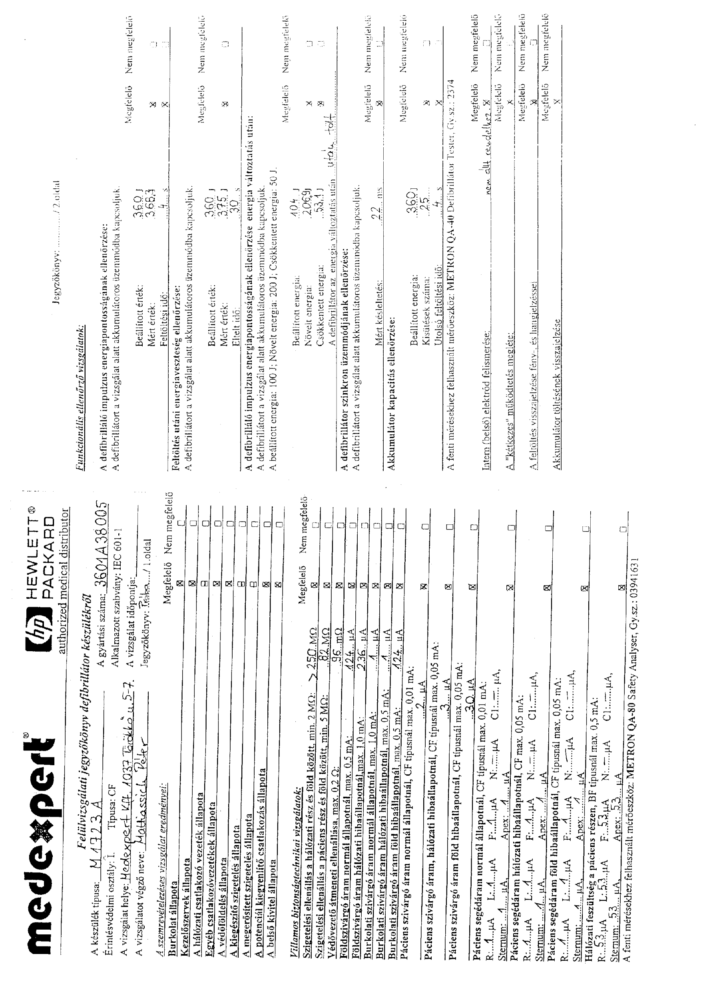 medexpert®
hp HEWLETT®
PACKARD
authorized medical distributor
Felülvizsgálati jegyzőkönyv defibrillátor készülékről
A készülék típusa: M 1723 A A gyártási száma: 3601A38005
Érintésvédelmi osztály: I. Típusa: CF Alkalmazott szabvány: IEC 601-1
A vizsgálat helye: Medexpert Kft. 1037 Törökkő u. 5-7. A vizsgálat időpontja:
A vizsgálatot végző neve: Mattiassich Péter Jegyzőkönyv: Próba..../ 1.oldal
A szemrevételezéses vizsgálat eredményei: Megfelelő Nem megfelelő
Burkolat állapota ☒ □
Kezelőszervek állapota ☒ □
A hálózati csatlakozó vezeték állapota □
Egyéb csatlakozóvezetékek állapota ☒ □
A védőföldelés állapota ☒ □
A kiegészítő szigetelés állapota □
A megerősített szigetelés állapota □
A potenciál kiegyenlítő csatlakozás állapota ☒ □
A belső kivitel állapota ☒ □
Villamos biztonságtechnikai vizsgálatok: Megfelelő Nem megfelelő
Szigetelési ellenállás a hálózati rész és föld között, min. 2 MΩ: > 250 MΩ ☒ □
Szigetelési ellenállás a páciens rész és föld között, min. 5 MΩ: 82 MΩ ☒ □
Védővezető átmeneti ellenállása, max. 0,2 Ω: 96 mΩ ☒ □
Földszivárgó áram normál állapotnál, max. 0,5 mA: 124 µA ☒ □
Földszivárgó áram hálózati hibaállapotnál,max. 1,0 mA: 236 µA ☒ □
Burkolati szivárgó áram normál állapotnál, max. 1,0 mA: 1 µA ☒ □
Burkolati szivárgó áram hálózati hibaállapotnál, max. 0,5 mA: 1 µA ☒ □
Burkolati szivárgó áram föld hibaállapotnál, max. 0,5 mA: 124 µA ☒ □
Páciens szivárgó áram normál állapotnál, CF típusnál max. 0,01 mA:
2 µA ☒ □
Páciens szivárgó áram, hálózati hibaállapotnál, CF típusnál max. 0,05 mA:
3 µA ☒ □
Páciens szivárgó áram föld hibaállapotnál, CF típusnál max. 0,05 mA:
30 µA ☒ □
Páciens segédáram normál állapotnál, CF típusnál max. 0,01 mA:
R:..1...µA L:..1...µA F:..1...µA N:..–..µA C1:..–.. µA,
Sternum: ..1.. µA, Apex: ..1.. µA ☒ □
Páciens segédáram hálózati hibaállapotnál, CF max. 0,05 mA:
R:..1...µA L:..1...µA F:..1...µA N:..–..µA C1:..–..µA,
Sternum: ..1.. µA, Apex: ..1.. µA ☒ □
Páciens segédáram föld hibaállapotnál, CF típusnál max. 0,05 mA:
R:..1...µA L:..1...µA F:..1...µA N:..–..µA C1:..–..µA,
Sternum: ..1.. µA, Apex: ..1.. µA ☒ □
Hálózati feszültség a páciens részen, BF típusnál max. 0,5 mA:
R:..53.µA L:.53..µA F:..53.µA N:..–..µA C1:..–..µA,
Sternum: .53... µA, Apex: .53... µA ☒ □
A fenti mérésekhez felhasznált mérőeszköz: METRON QA-80 Safety Analyser, Gy.sz.: 03941631
Jegyzőkönyv: ........../ 2.oldal
Funkcionális ellenőrző vizsgálatok:
A defibrilláló impulzus energiapontosságának ellenőrzése:
A defibrillátort a vizsgálat alatt akkumulátoros üzemmódba kapcsoljuk.
Megfelelő Nem megfelelő
Beállított érték: 360 J
Mért érték: 368,3 ☒ □
Feltöltési idő: 4 s ☒ □
Feltöltés utáni energiaveszteség ellenőrzése:
A defibrillátort a vizsgálat alatt akkumulátoros üzemmódba kapcsoljuk.
Megfelelő Nem megfelelő
Beállított érték: 360 J
Mért érték: 375 J ☒ □
Eltelt idő: 30 s
A defibrilláló impulzus energiapontosságának ellenőrzése energia változtatás után:
A defibrillátort a vizsgálat alatt akkumulátoros üzemmódba kapcsoljuk.
A beállított energia: 100 J; Növelt energia: 200 J; Csökkentett energia: 50 J.
Megfelelő Nem megfelelő
Beállított energia: 104 J
Növelt energia: 206,9 J ☒ □
Csökkentett energia: 53,1 J ☒ □
A defibrillátor az energia változtatás után ...után tölt...
A defibrillátor szinkron üzemmódjának ellenőrzése:
A defibrillátort a vizsgálat alatt akkumulátoros üzemmódba kapcsoljuk.
Megfelelő Nem megfelelő
Mért késleltetés: 22 ms ☒ □
Akkumulátor kapacitás ellenőrzése:
Megfelelő Nem megfelelő
Beállított energia: 360 J
Kisütések száma: 25 ☒ □
Utolsó feltöltési idő: 4 s ☒ □
A fenti mérésekhez felhasznált mérőeszköz: METRON QA-40 Defibrillátor Tester, Gy.sz.: 2374
Megfelelő Nem megfelelő
Intern (belső) elektród felismerése: nem állt rendelkez. ☒ □
Megfelelő Nem megfelelő
A "kétkezes" működtetés megléte: ☒ □
Megfelelő Nem megfelelő
A feltöltés visszajelzése fény-, és hangjelzéssel ☒ □
Megfelelő Nem megfelelő
Akkumulátor töltésének visszajelzése ☒